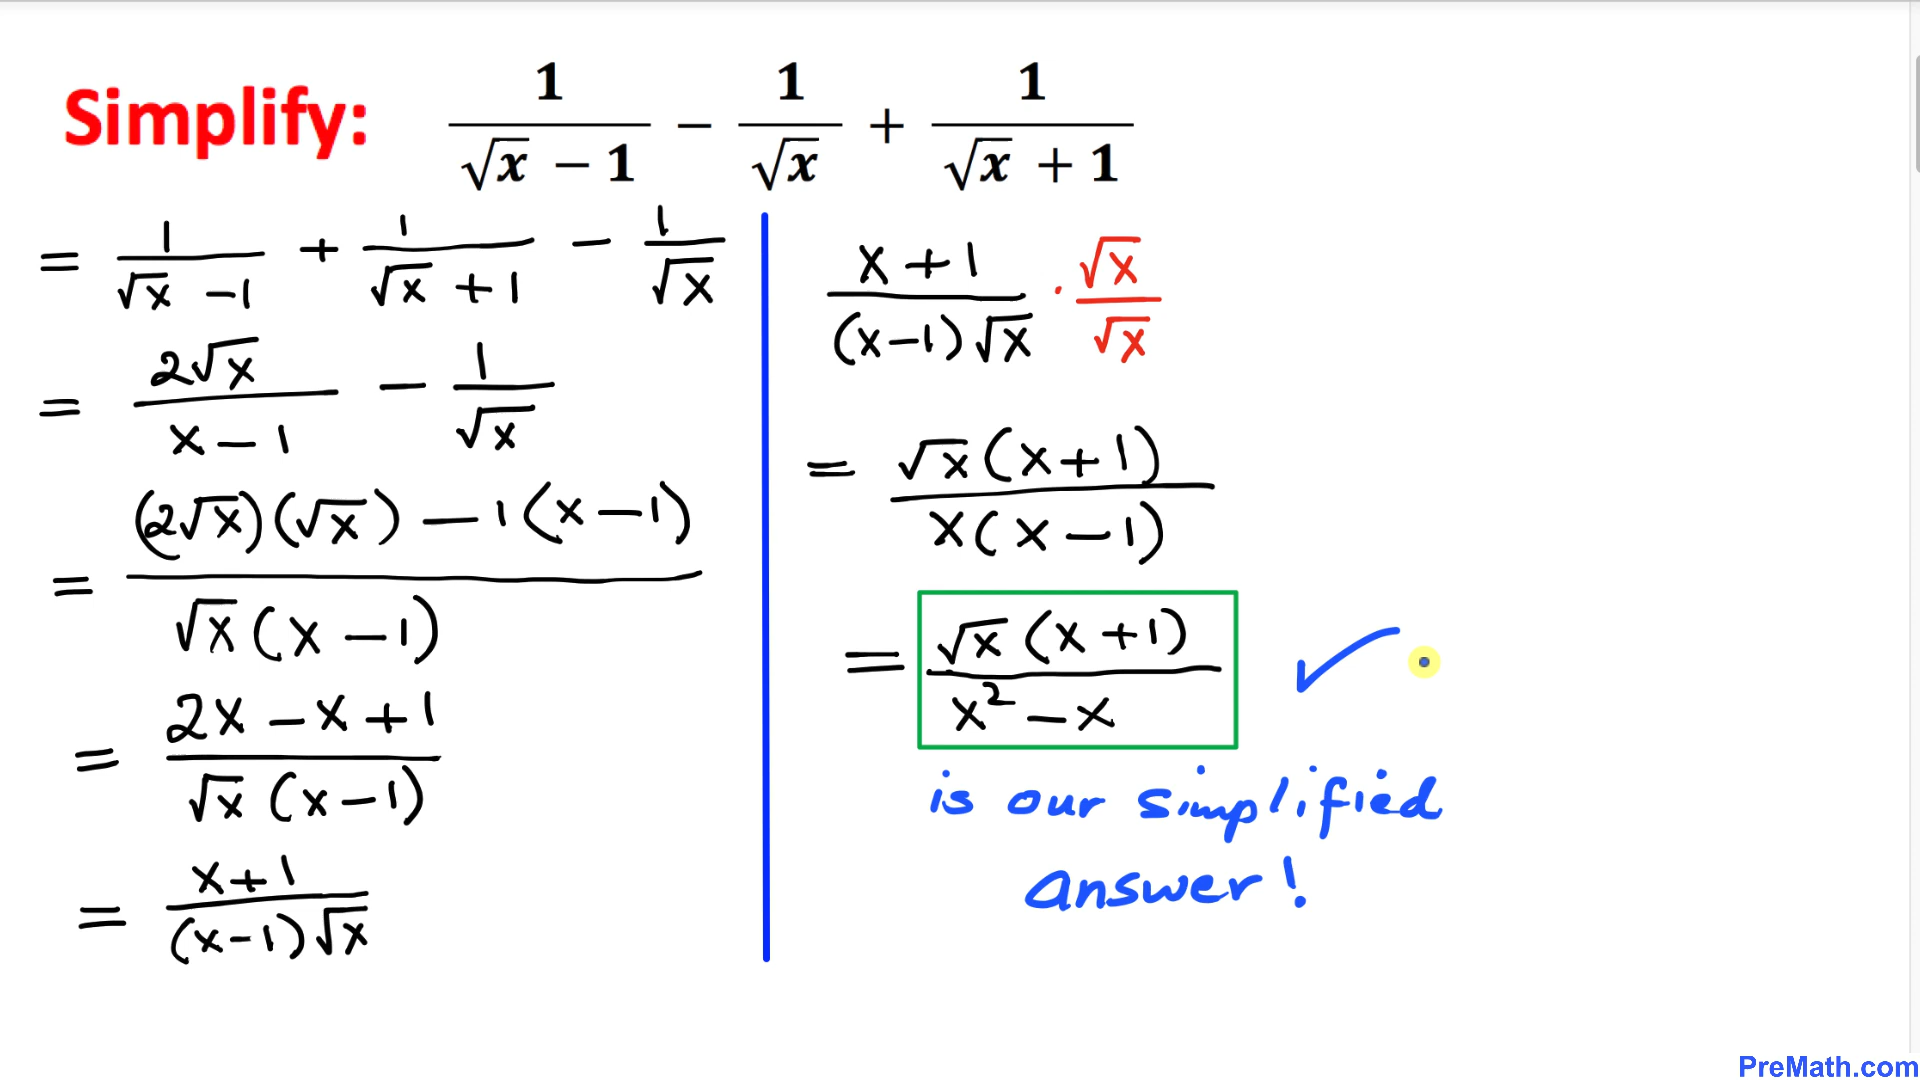 Simplify: 1/(√x − 1) − 1/√x + 1/(√x + 1)
= 1/(√x − 1) + 1/(√x + 1) − 1/√x
= 2√x/(x − 1) − 1/√x
= ((2√x)(√x) − 1(x − 1))/(√x(x − 1))
= (2x − x + 1)/(√x(x − 1))
= (x + 1)/((x − 1)√x)
(x + 1)/((x − 1)√x) · √x/√x
= √x(x + 1)/(x(x − 1))
= √x(x + 1)/(x² − x) ✓
is our simplified
answer!
PreMath.com